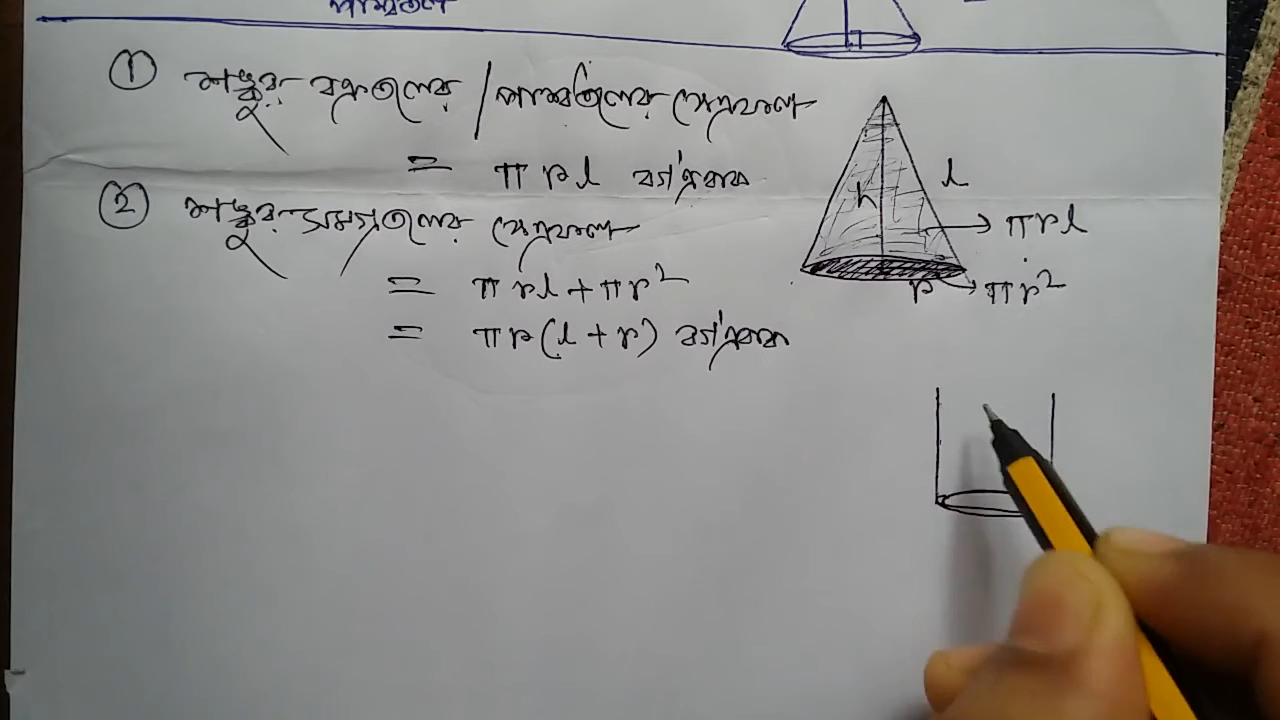 পার্শ্বতল
① শঙ্কুর বক্রতলের / পার্শ্বতলের ক্ষেত্রফল
= πrl বর্গএকক
② শঙ্কুর সমগ্রতলের ক্ষেত্রফল
= πrl + πr²
= πr(l + r) বর্গএকক
h
l
→ πrl
r → πr²